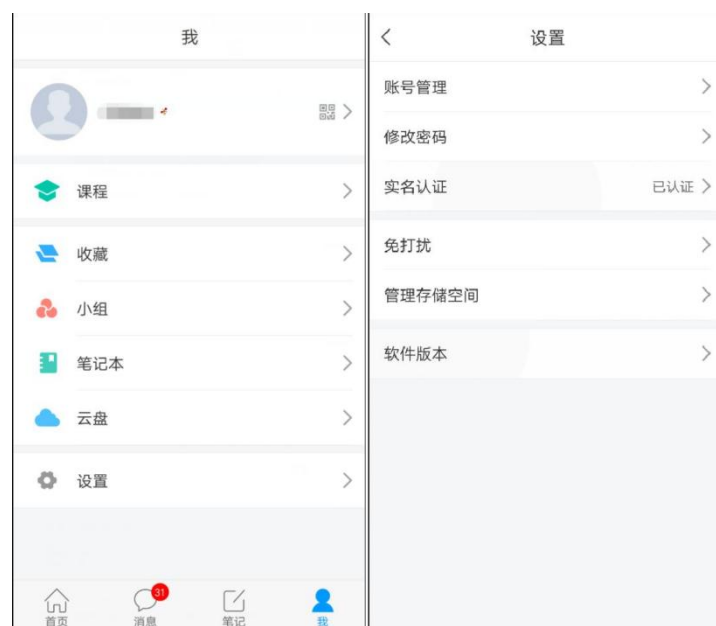 我
课程
收藏
小组
笔记本
云盘
设置
31
首页
消息
笔记
我
设置
账号管理
修改密码
实名认证 已认证
免打扰
管理存储空间
软件版本